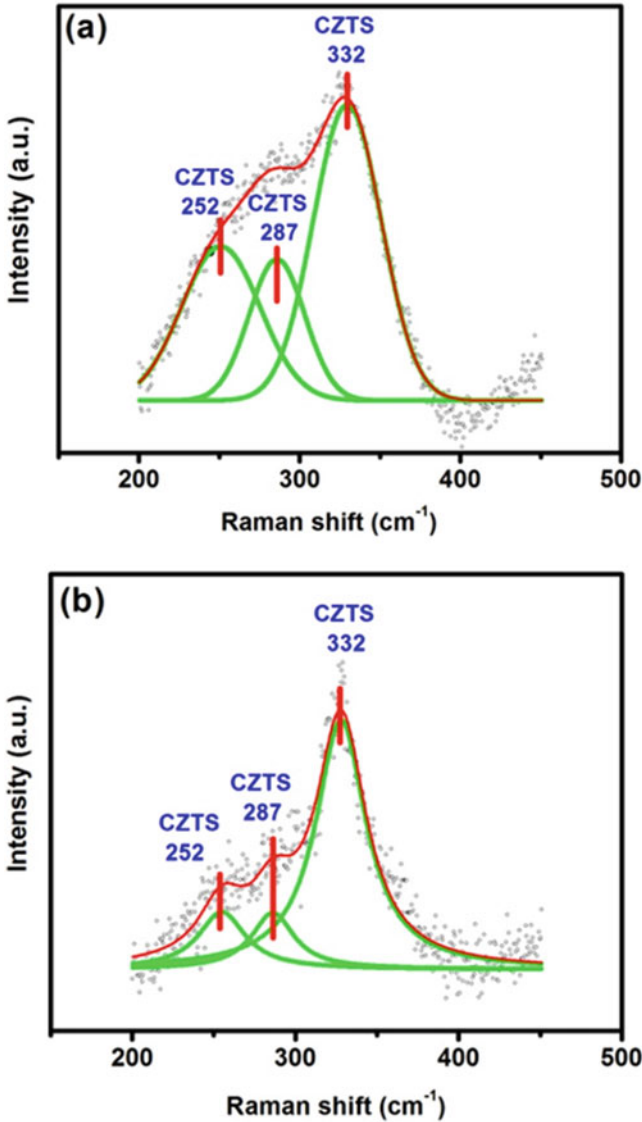 (a)
CZTS
332
CZTS
252
CZTS
287
Intensity (a.u.)
200
300
400
500
Raman shift (cm⁻¹)
(b)
CZTS
332
CZTS
287
CZTS
252
Intensity (a.u.)
200
300
400
500
Raman shift (cm⁻¹)